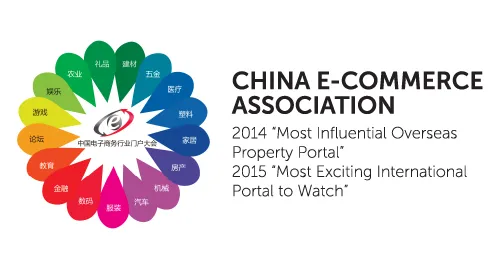 礼品
建材
五金
医疗
塑料
家居
房产
机械
汽车
服装
数码
金融
教育
论坛
游戏
娱乐
农业
中国电子商务行业门户大会
CHINA E-COMMERCE
ASSOCIATION
2014 “Most Influential Overseas
Property Portal”
2015 “Most Exciting International
Portal to Watch”